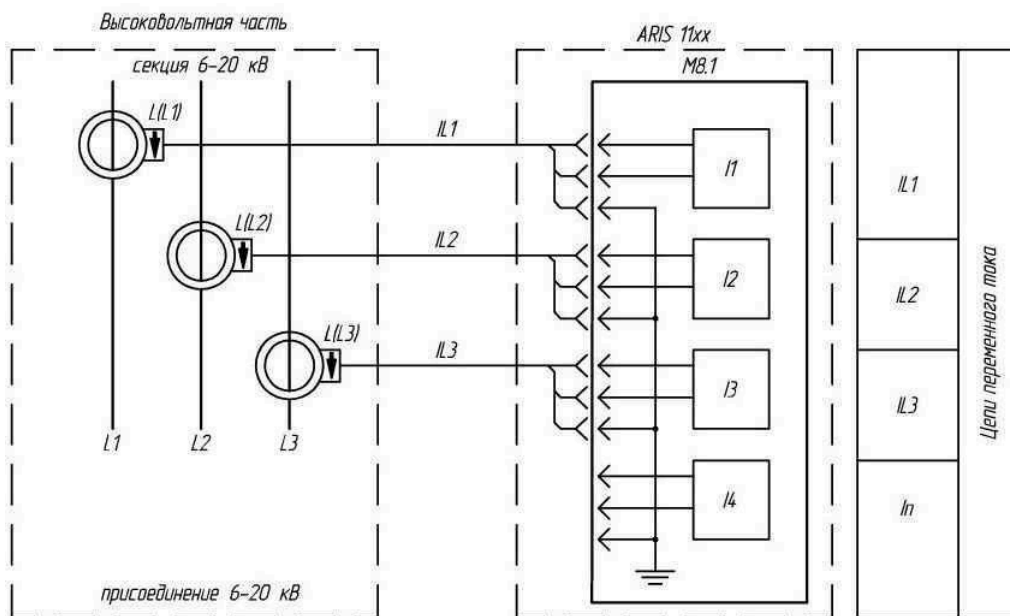 Высоковольтная часть
секция 6-20 кВ
L(L1)
L(L2)
L(L3)
L1
L2
L3
присоединение 6-20 кВ
IL1
IL2
IL3
ARIS 11xx
M8.1
I1
I2
I3
I4
IL1
IL2
IL3
In
Цепи переменного тока